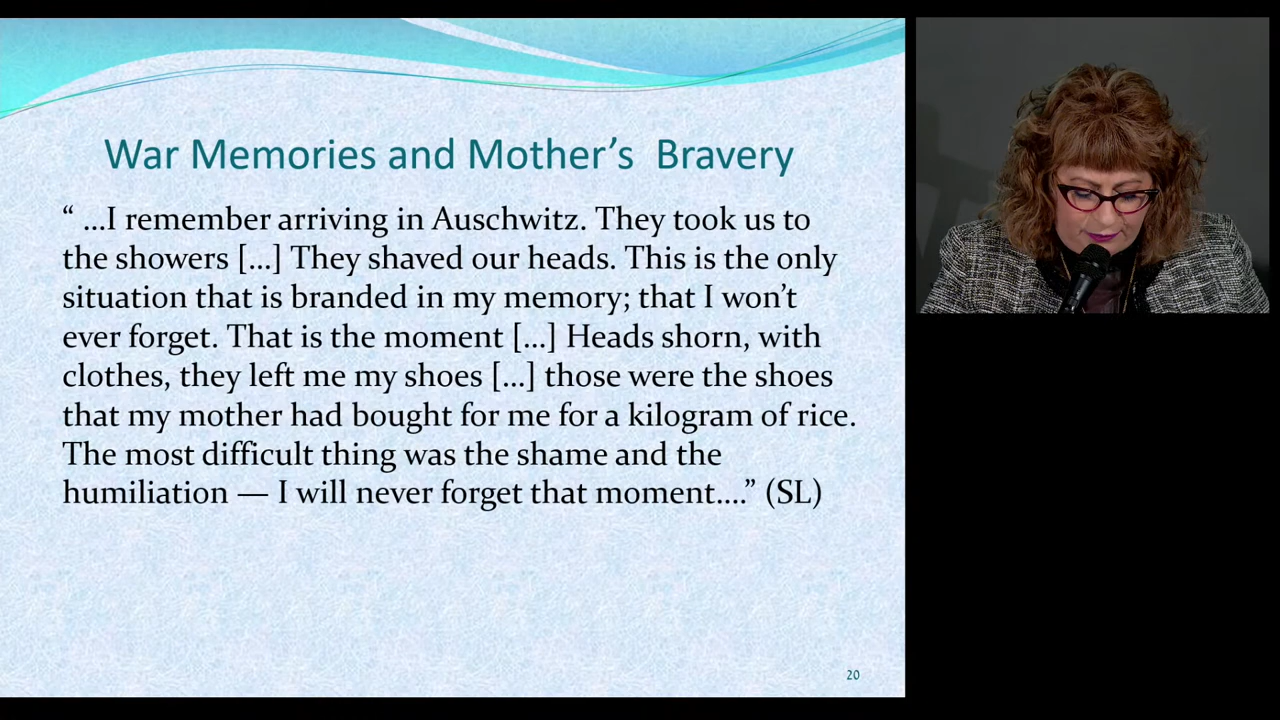 War Memories and Mother’s  Bravery
“ …I remember arriving in Auschwitz. They took us to
the showers […] They shaved our heads. This is the only
situation that is branded in my memory; that I won’t
ever forget. That is the moment […] Heads shorn, with
clothes, they left me my shoes […] those were the shoes
that my mother had bought for me for a kilogram of rice.
The most difficult thing was the shame and the
humiliation — I will never forget that moment….” (SL)
20